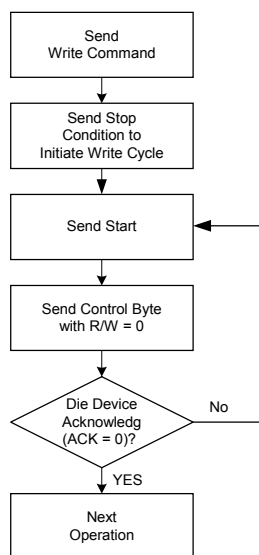 Send
Write Command
Send Stop
Condition to
Initiate Write Cycle
Send Start
Send Control Byte
with R/W = 0
Die Device
Acknowledg
(ACK = 0)?
No
YES
Next
Operation